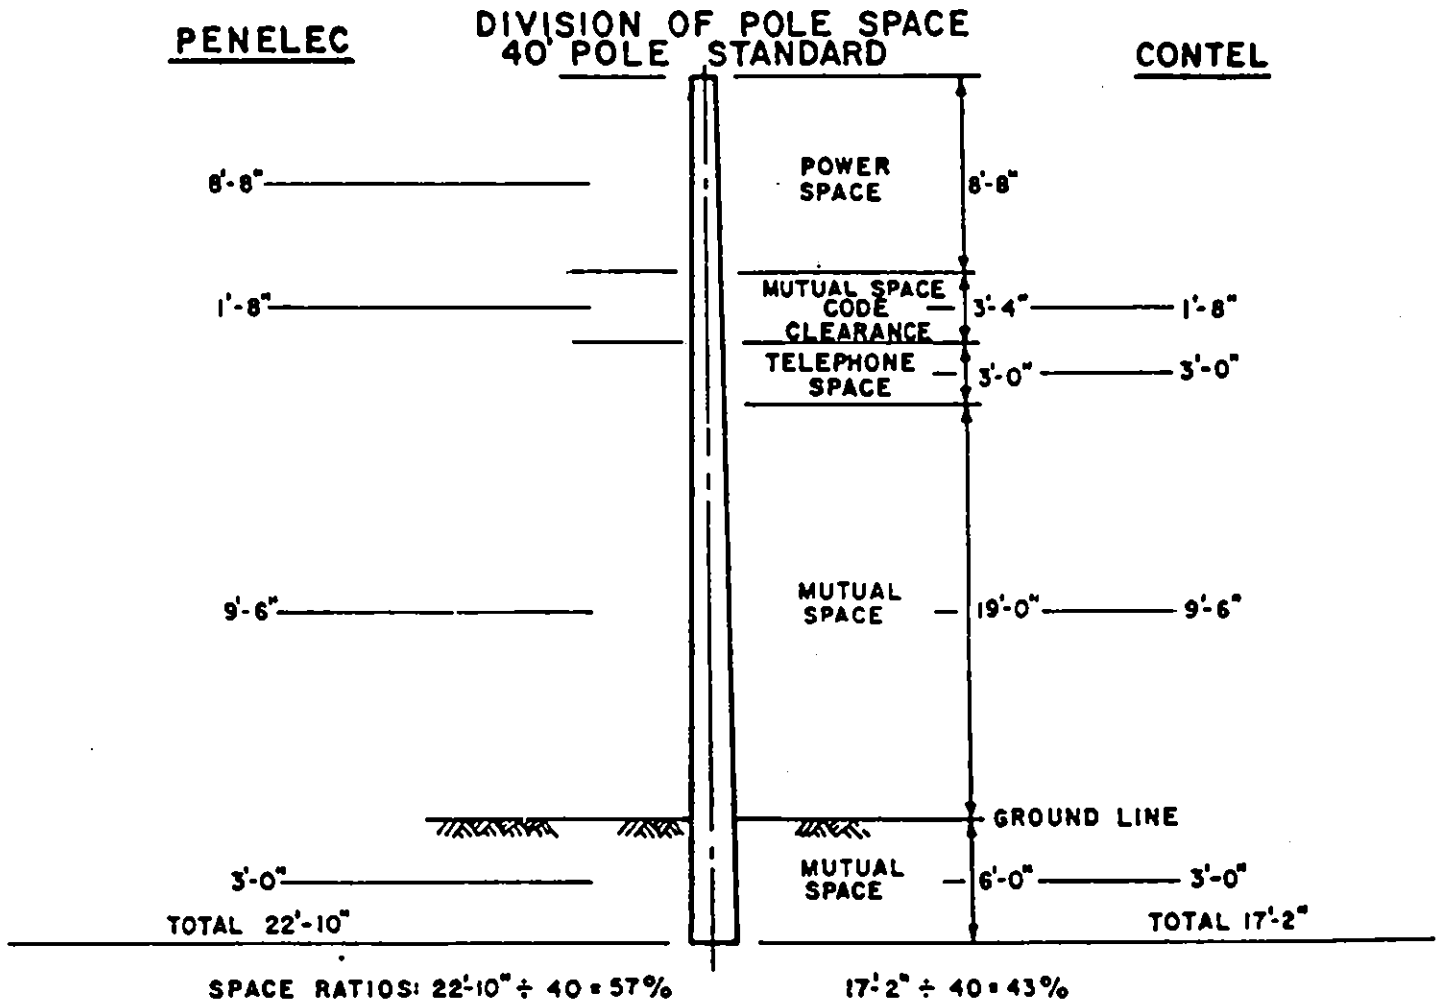 DIVISION OF POLE SPACE
40' POLE STANDARD
PENELEC
CONTEL
8'-8"
POWER
SPACE
8'-8"
1'-8"
MUTUAL SPACE
CODE
CLEARANCE
3'-4"
1'-8"
TELEPHONE
SPACE
3'-0"
3'-0"
9'-6"
MUTUAL
SPACE
19'-0"
9'-6"
GROUND LINE
3'-0"
MUTUAL
SPACE
6'-0"
3'-0"
TOTAL 22'-10"
TOTAL 17'-2"
SPACE RATIOS: 22'-10" ÷ 40 = 57%
17'-2" ÷ 40 = 43%